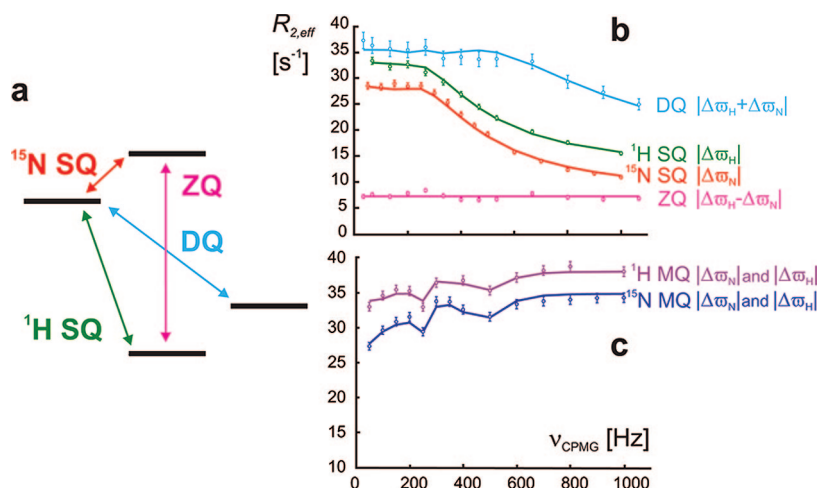 a
¹⁵N SQ
ZQ
DQ
¹H SQ
R2,eff
[s⁻¹]
b
40
35
30
25
20
15
10
5
0
DQ |Δϖ_H+Δϖ_N|
¹H SQ |Δϖ_H|
¹⁵N SQ |Δϖ_N|
ZQ |Δϖ_H-Δϖ_N|
40
35
30
25
20
15
10
¹H MQ |Δϖ_N| and |Δϖ_H|
¹⁵N MQ |Δϖ_N| and |Δϖ_H|
c
ν_CPMG [Hz]
0 200 400 600 800 1000